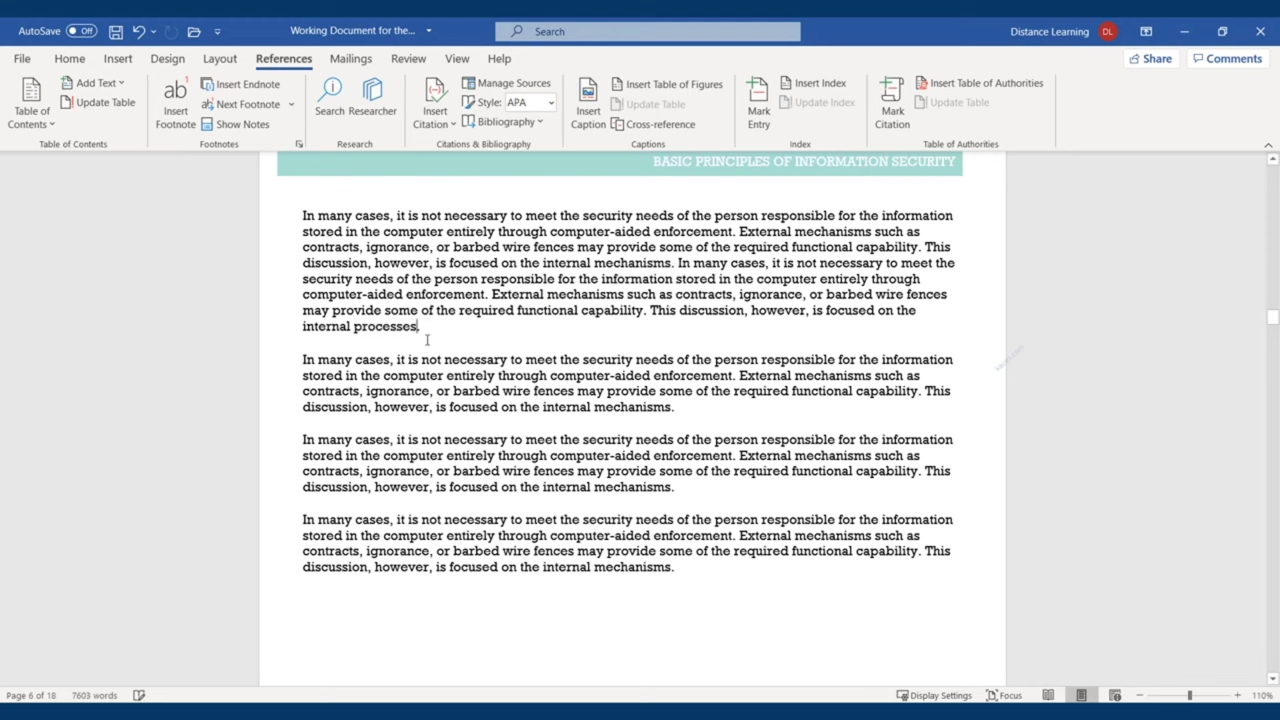 AutoSave Off Working Document for the... Search Distance Learning DL
File Home Insert Design Layout References Mailings Review View Help Share Comments
Table of Contents
Add Text
Update Table
Table of Contents
ab1
Insert Footnote
Insert Endnote
Next Footnote
Show Notes
Footnotes
Search Researcher
Research
Insert Citation
Manage Sources
Style: APA
Bibliography
Citations & Bibliography
Insert Caption
Insert Table of Figures
Update Table
Cross-reference
Captions
Mark Entry
Insert Index
Update Index
Index
Mark Citation
Insert Table of Authorities
Update Table
Table of Authorities
BASIC PRINCIPLES OF INFORMATION SECURITY
In many cases, it is not necessary to meet the security needs of the person responsible for the information
stored in the computer entirely through computer-aided enforcement. External mechanisms such as
contracts, ignorance, or barbed wire fences may provide some of the required functional capability. This
discussion, however, is focused on the internal mechanisms. In many cases, it is not necessary to meet the
security needs of the person responsible for the information stored in the computer entirely through
computer-aided enforcement. External mechanisms such as contracts, ignorance, or barbed wire fences
may provide some of the required functional capability. This discussion, however, is focused on the
internal processes.
In many cases, it is not necessary to meet the security needs of the person responsible for the information
stored in the computer entirely through computer-aided enforcement. External mechanisms such as
contracts, ignorance, or barbed wire fences may provide some of the required functional capability. This
discussion, however, is focused on the internal mechanisms.
In many cases, it is not necessary to meet the security needs of the person responsible for the information
stored in the computer entirely through computer-aided enforcement. External mechanisms such as
contracts, ignorance, or barbed wire fences may provide some of the required functional capability. This
discussion, however, is focused on the internal mechanisms.
In many cases, it is not necessary to meet the security needs of the person responsible for the information
stored in the computer entirely through computer-aided enforcement. External mechanisms such as
contracts, ignorance, or barbed wire fences may provide some of the required functional capability. This
discussion, however, is focused on the internal mechanisms.
Page 6 of 18 7603 words Display Settings Focus 110%